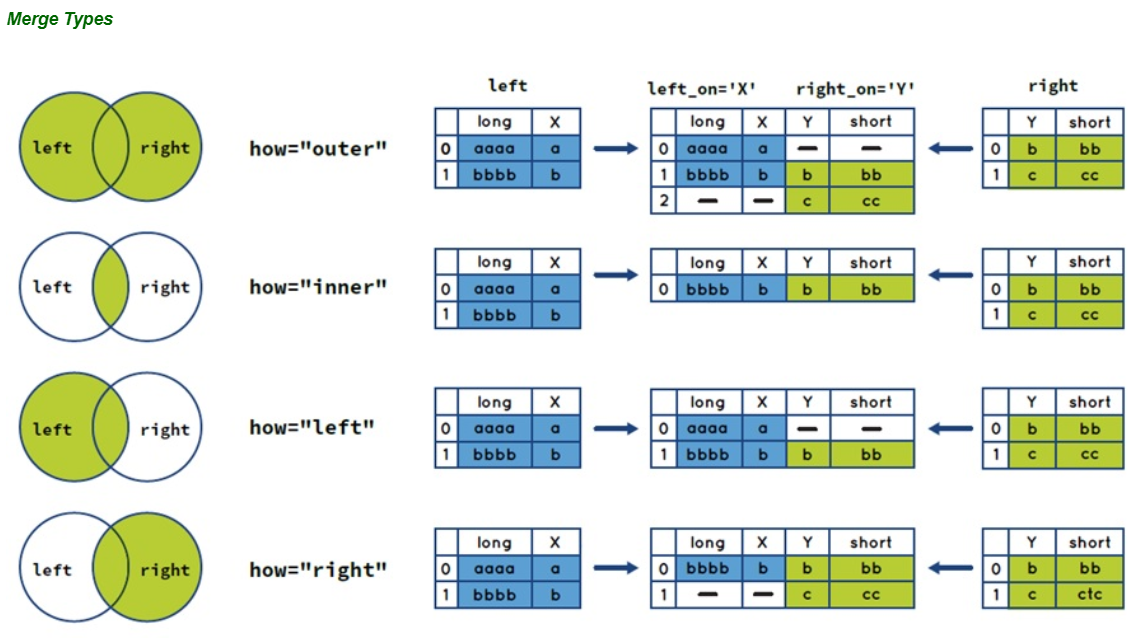 Merge Types
left left_on='X' right_on='Y' right
left right how="outer"
long X long X Y short Y short
0 aaaa a 0 aaaa a — — 0 b bb
1 bbbb b 1 bbbb b b bb 1 c cc
2 — — c cc
left right how="inner"
long X long X Y short Y short
0 aaaa a 0 bbbb b b bb 0 b bb
1 bbbb b 1 c cc
left right how="left"
long X long X Y short Y short
0 aaaa a 0 aaaa a — — 0 b bb
1 bbbb b 1 bbbb b b bb 1 c cc
left right how="right"
long X long X Y short Y short
0 aaaa a 0 bbbb b b bb 0 b bb
1 bbbb b 1 — — c cc 1 c ctc